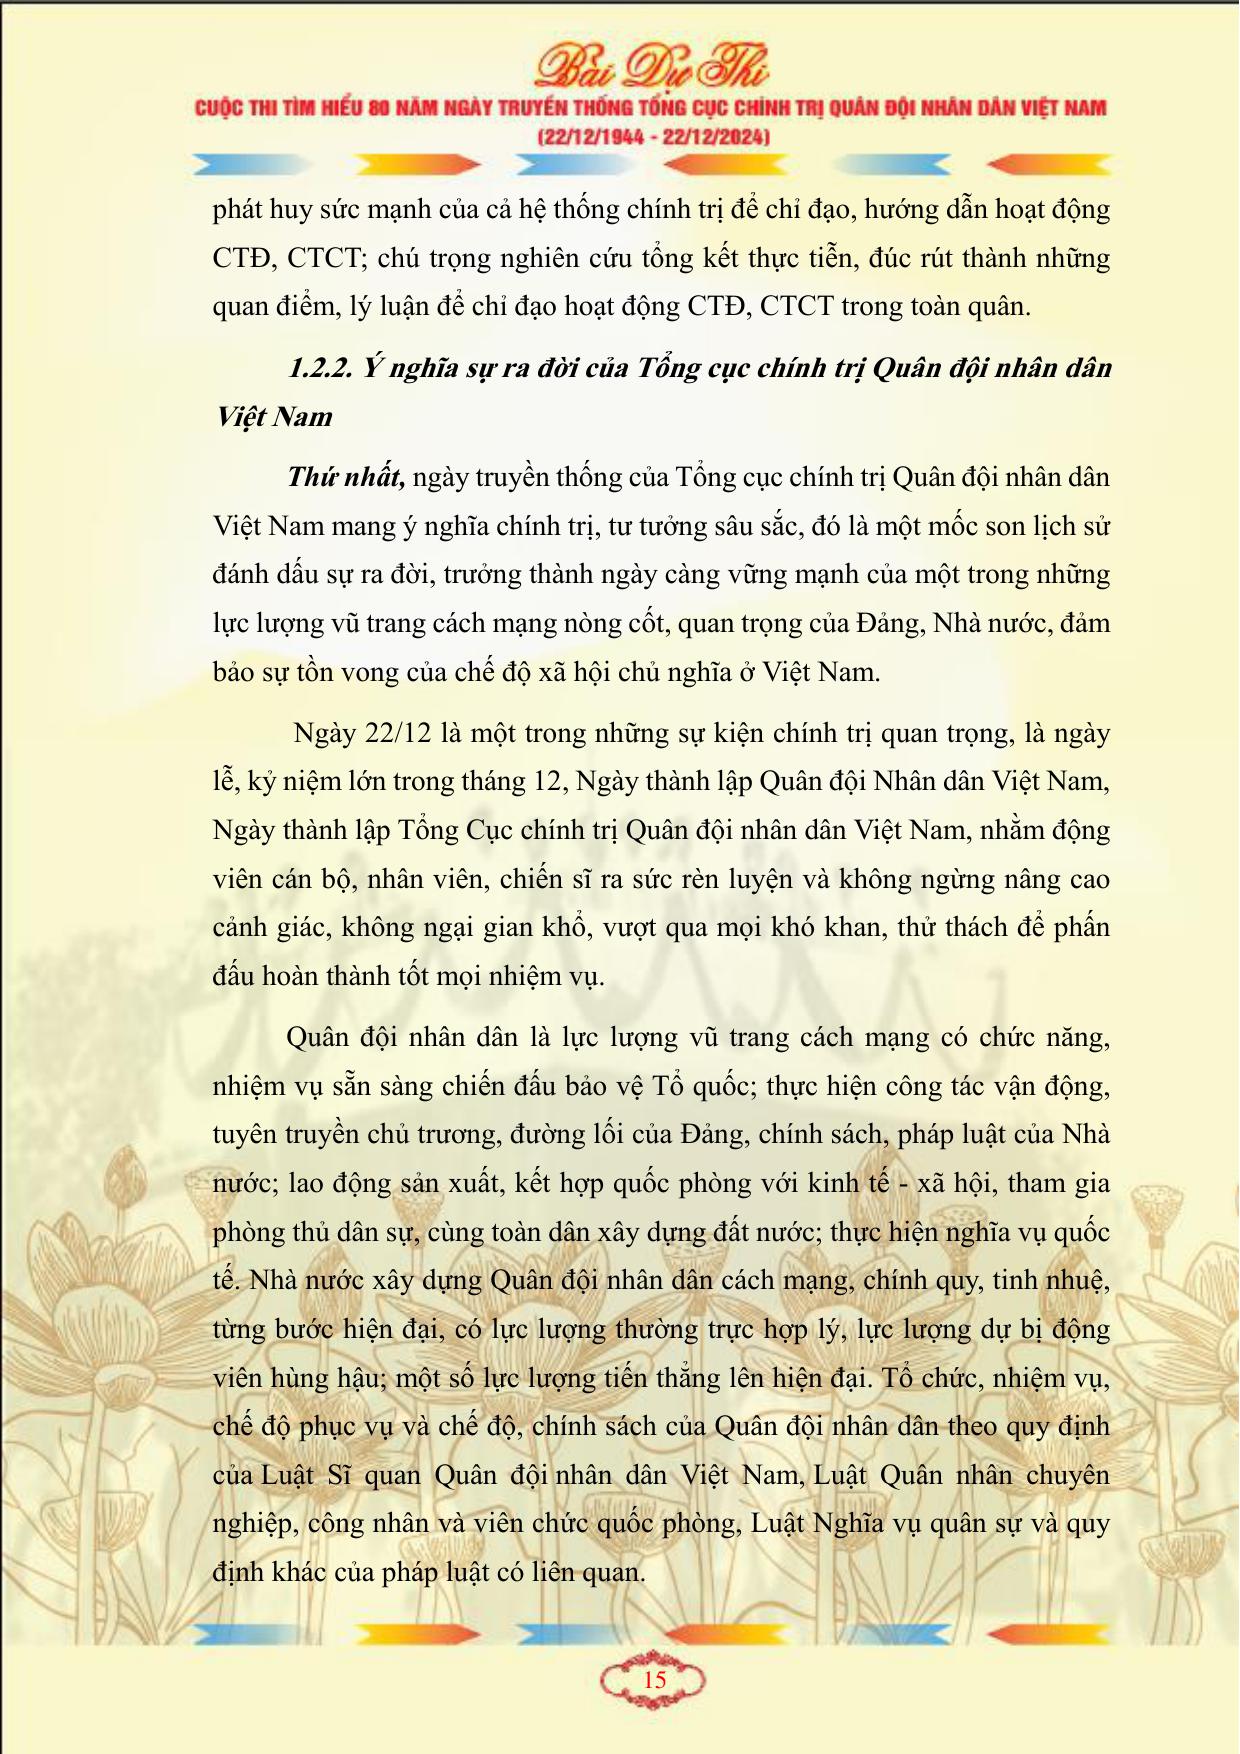 Bài Dự Thi
CUỘC THI TÌM HIỂU 80 NĂM NGÀY TRUYỀN THỐNG TỔNG CỤC CHÍNH TRỊ QUÂN ĐỘI NHÂN DÂN VIỆT NAM
(22/12/1944 - 22/12/2024)
phát huy sức mạnh của cả hệ thống chính trị để chỉ đạo, hướng dẫn hoạt động
CTĐ, CTCT; chú trọng nghiên cứu tổng kết thực tiễn, đúc rút thành những
quan điểm, lý luận để chỉ đạo hoạt động CTĐ, CTCT trong toàn quân.
1.2.2. Ý nghĩa sự ra đời của Tổng cục chính trị Quân đội nhân dân
Việt Nam
Thứ nhất, ngày truyền thống của Tổng cục chính trị Quân đội nhân dân
Việt Nam mang ý nghĩa chính trị, tư tưởng sâu sắc, đó là một mốc son lịch sử
đánh dấu sự ra đời, trưởng thành ngày càng vững mạnh của một trong những
lực lượng vũ trang cách mạng nòng cốt, quan trọng của Đảng, Nhà nước, đảm
bảo sự tồn vong của chế độ xã hội chủ nghĩa ở Việt Nam.
Ngày 22/12 là một trong những sự kiện chính trị quan trọng, là ngày
lễ, kỷ niệm lớn trong tháng 12, Ngày thành lập Quân đội Nhân dân Việt Nam,
Ngày thành lập Tổng Cục chính trị Quân đội nhân dân Việt Nam, nhằm động
viên cán bộ, nhân viên, chiến sĩ ra sức rèn luyện và không ngừng nâng cao
cảnh giác, không ngại gian khổ, vượt qua mọi khó khan, thử thách để phấn
đấu hoàn thành tốt mọi nhiệm vụ.
Quân đội nhân dân là lực lượng vũ trang cách mạng có chức năng,
nhiệm vụ sẵn sàng chiến đấu bảo vệ Tổ quốc; thực hiện công tác vận động,
tuyên truyền chủ trương, đường lối của Đảng, chính sách, pháp luật của Nhà
nước; lao động sản xuất, kết hợp quốc phòng với kinh tế - xã hội, tham gia
phòng thủ dân sự, cùng toàn dân xây dựng đất nước; thực hiện nghĩa vụ quốc
tế. Nhà nước xây dựng Quân đội nhân dân cách mạng, chính quy, tinh nhuệ,
từng bước hiện đại, có lực lượng thường trực hợp lý, lực lượng dự bị động
viên hùng hậu; một số lực lượng tiến thẳng lên hiện đại. Tổ chức, nhiệm vụ,
chế độ phục vụ và chế độ, chính sách của Quân đội nhân dân theo quy định
của Luật Sĩ quan Quân đội nhân dân Việt Nam, Luật Quân nhân chuyên
nghiệp, công nhân và viên chức quốc phòng, Luật Nghĩa vụ quân sự và quy
định khác của pháp luật có liên quan.
15